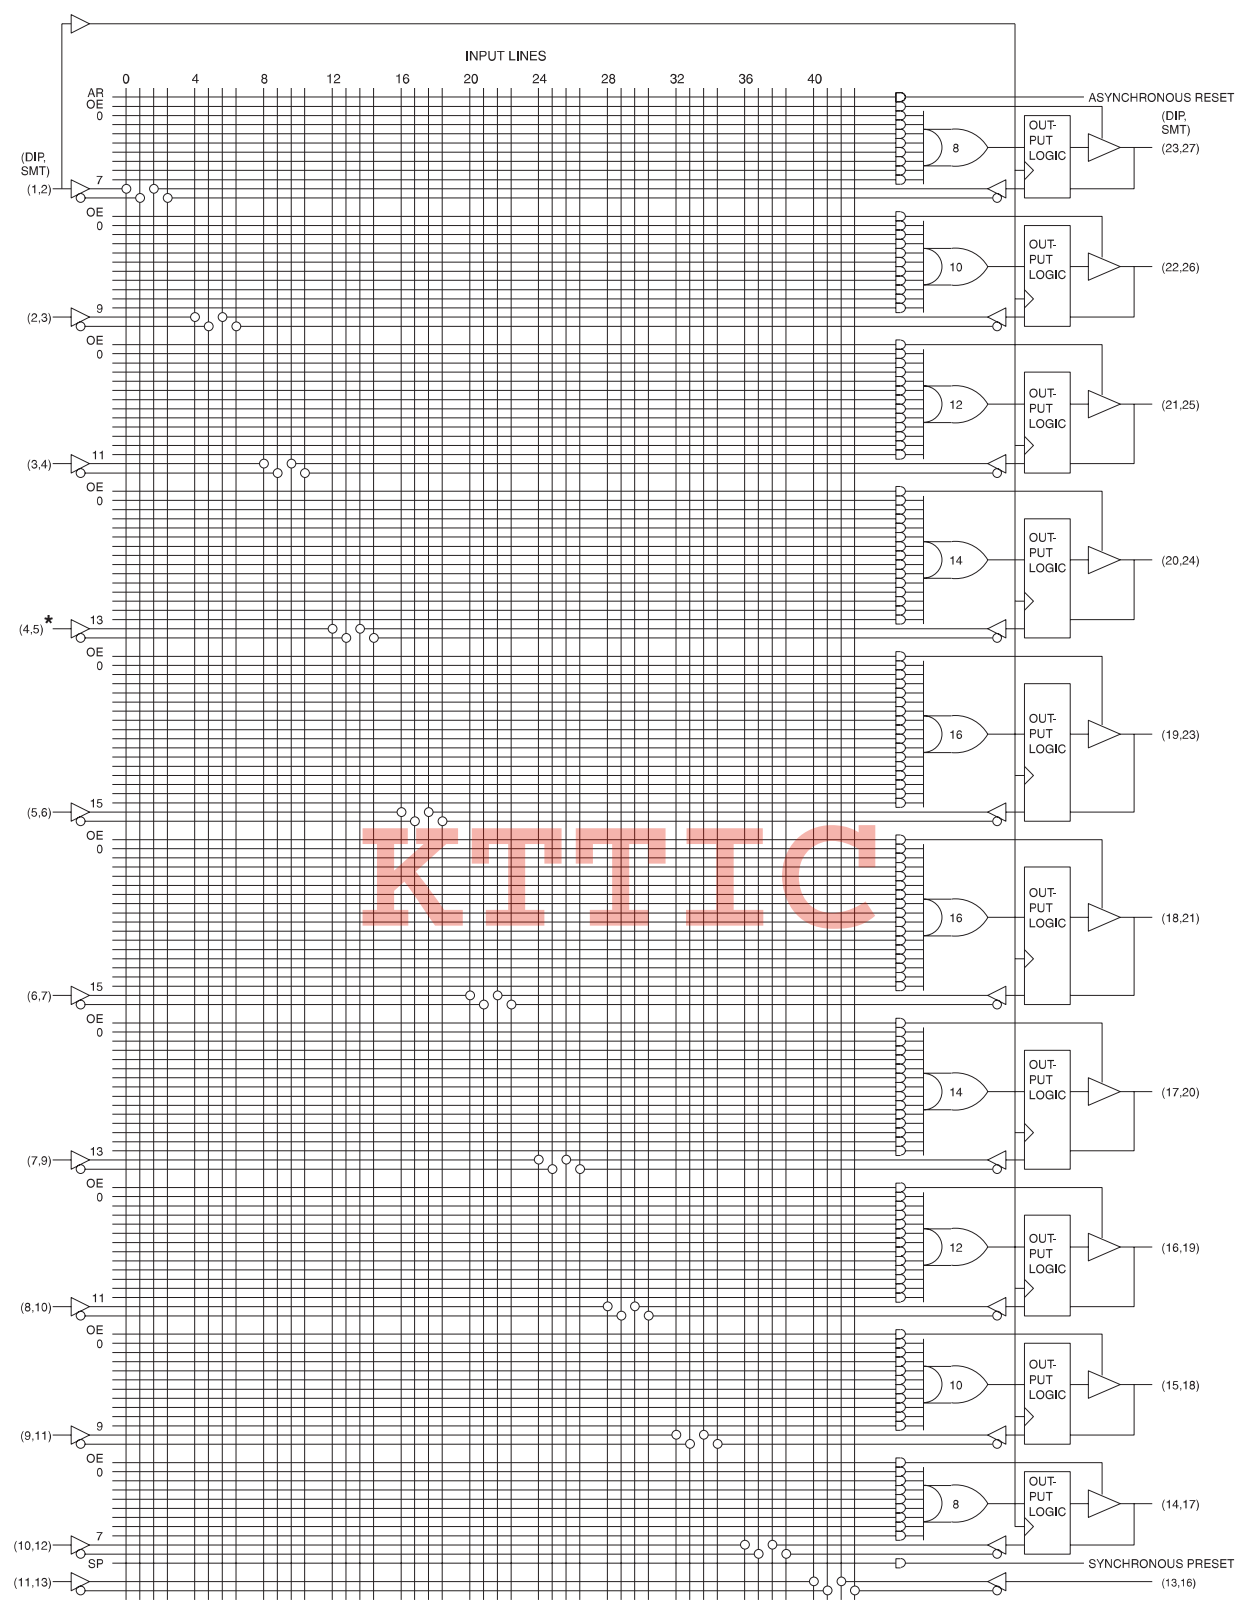 INPUT LINES
0 4 8 12 16 20 24 28 32 36 40
AR
OE
0
ASYNCHRONOUS RESET
(DIP,
SMT)
8
OUT-
PUT
LOGIC
(23,27)
(DIP,
SMT)
(1,2)
7
OE
0
10
OUT-
PUT
LOGIC
(22,26)
(2,3)
9
OE
0
12
OUT-
PUT
LOGIC
(21,25)
(3,4)
11
OE
0
14
OUT-
PUT
LOGIC
(20,24)
(4,5)*
13
OE
0
16
OUT-
PUT
LOGIC
(19,23)
(5,6)
15
OE
0
KTTIC
16
OUT-
PUT
LOGIC
(18,21)
(6,7)
15
OE
0
14
OUT-
PUT
LOGIC
(17,20)
(7,9)
13
OE
0
12
OUT-
PUT
LOGIC
(16,19)
(8,10)
11
OE
0
10
OUT-
PUT
LOGIC
(15,18)
(9,11)
9
OE
0
8
OUT-
PUT
LOGIC
(14,17)
(10,12)
7
SP
SYNCHRONOUS PRESET
(11,13)
(13,16)